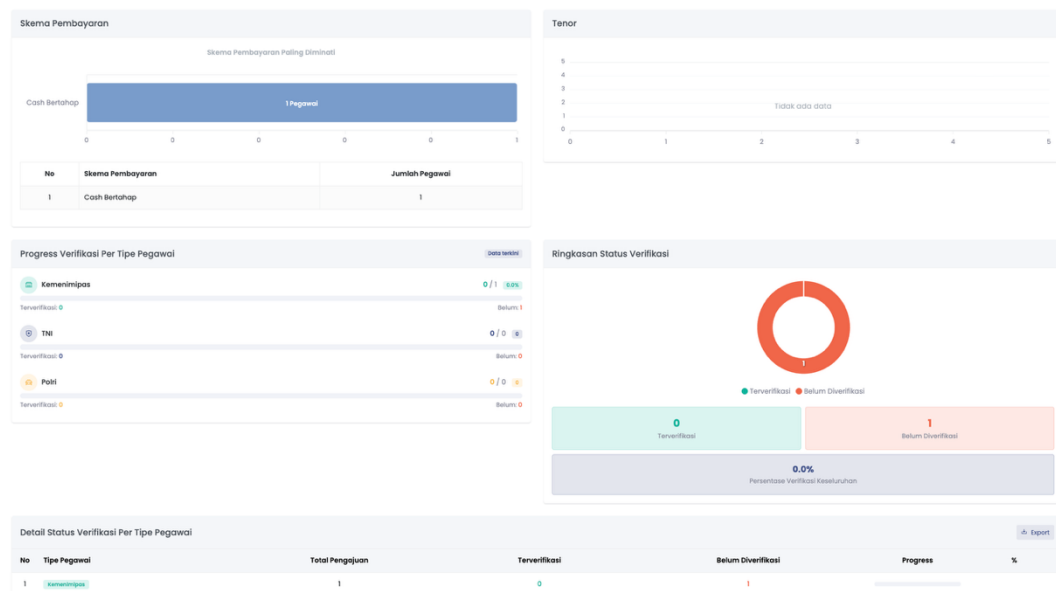 Skema Pembayaran
Skema Pembayaran Paling Diminati
Cash Bertahap
1 Pegawai
0 0 0 0 0 1
No Skema Pembayaran Jumlah Pegawai
1 Cash Bertahap 1
Tenor
5
4
3
2
1
0
Tidak ada data
0 1 2 3 4 5
Progress Verifikasi Per Tipe Pegawai Data terkini
Kemenimipas 0 / 1 0.0%
Terverifikasi: 0 Belum: 1
TNI 0 / 0 0
Terverifikasi: 0 Belum: 0
Polri 0 / 0 0
Terverifikasi: 0 Belum: 0
Ringkasan Status Verifikasi
1
Terverifikasi Belum Diverifikasi
0
Terverifikasi
1
Belum Diverifikasi
0.0%
Persentase Verifikasi Keseluruhan
Detail Status Verifikasi Per Tipe Pegawai Export
No Tipe Pegawai Total Pengajuan Terverifikasi Belum Diverifikasi Progress %
1 Kemenimipas 1 0 1